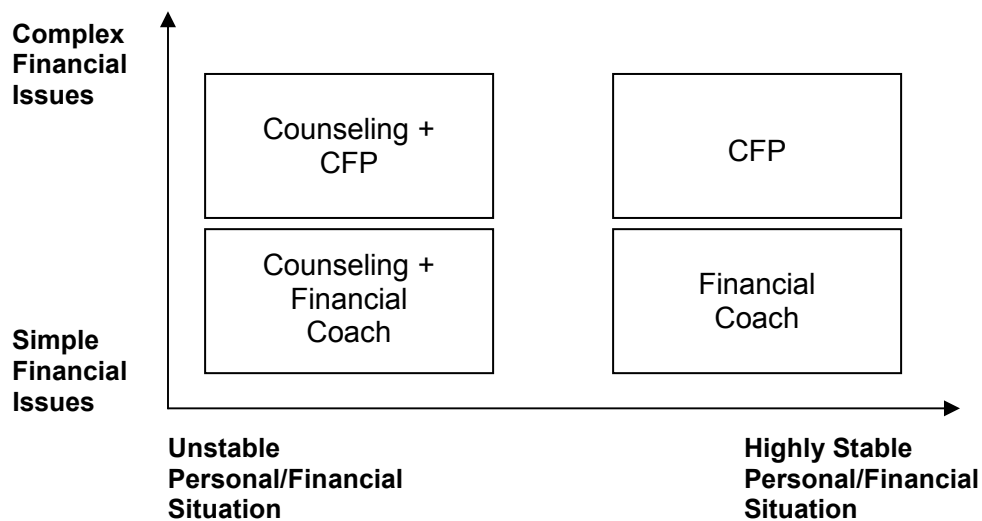 Complex
Financial
Issues
Counseling +
CFP
CFP
Counseling +
Financial
Coach
Financial
Coach
Simple
Financial
Issues
Unstable
Personal/Financial
Situation
Highly Stable
Personal/Financial
Situation